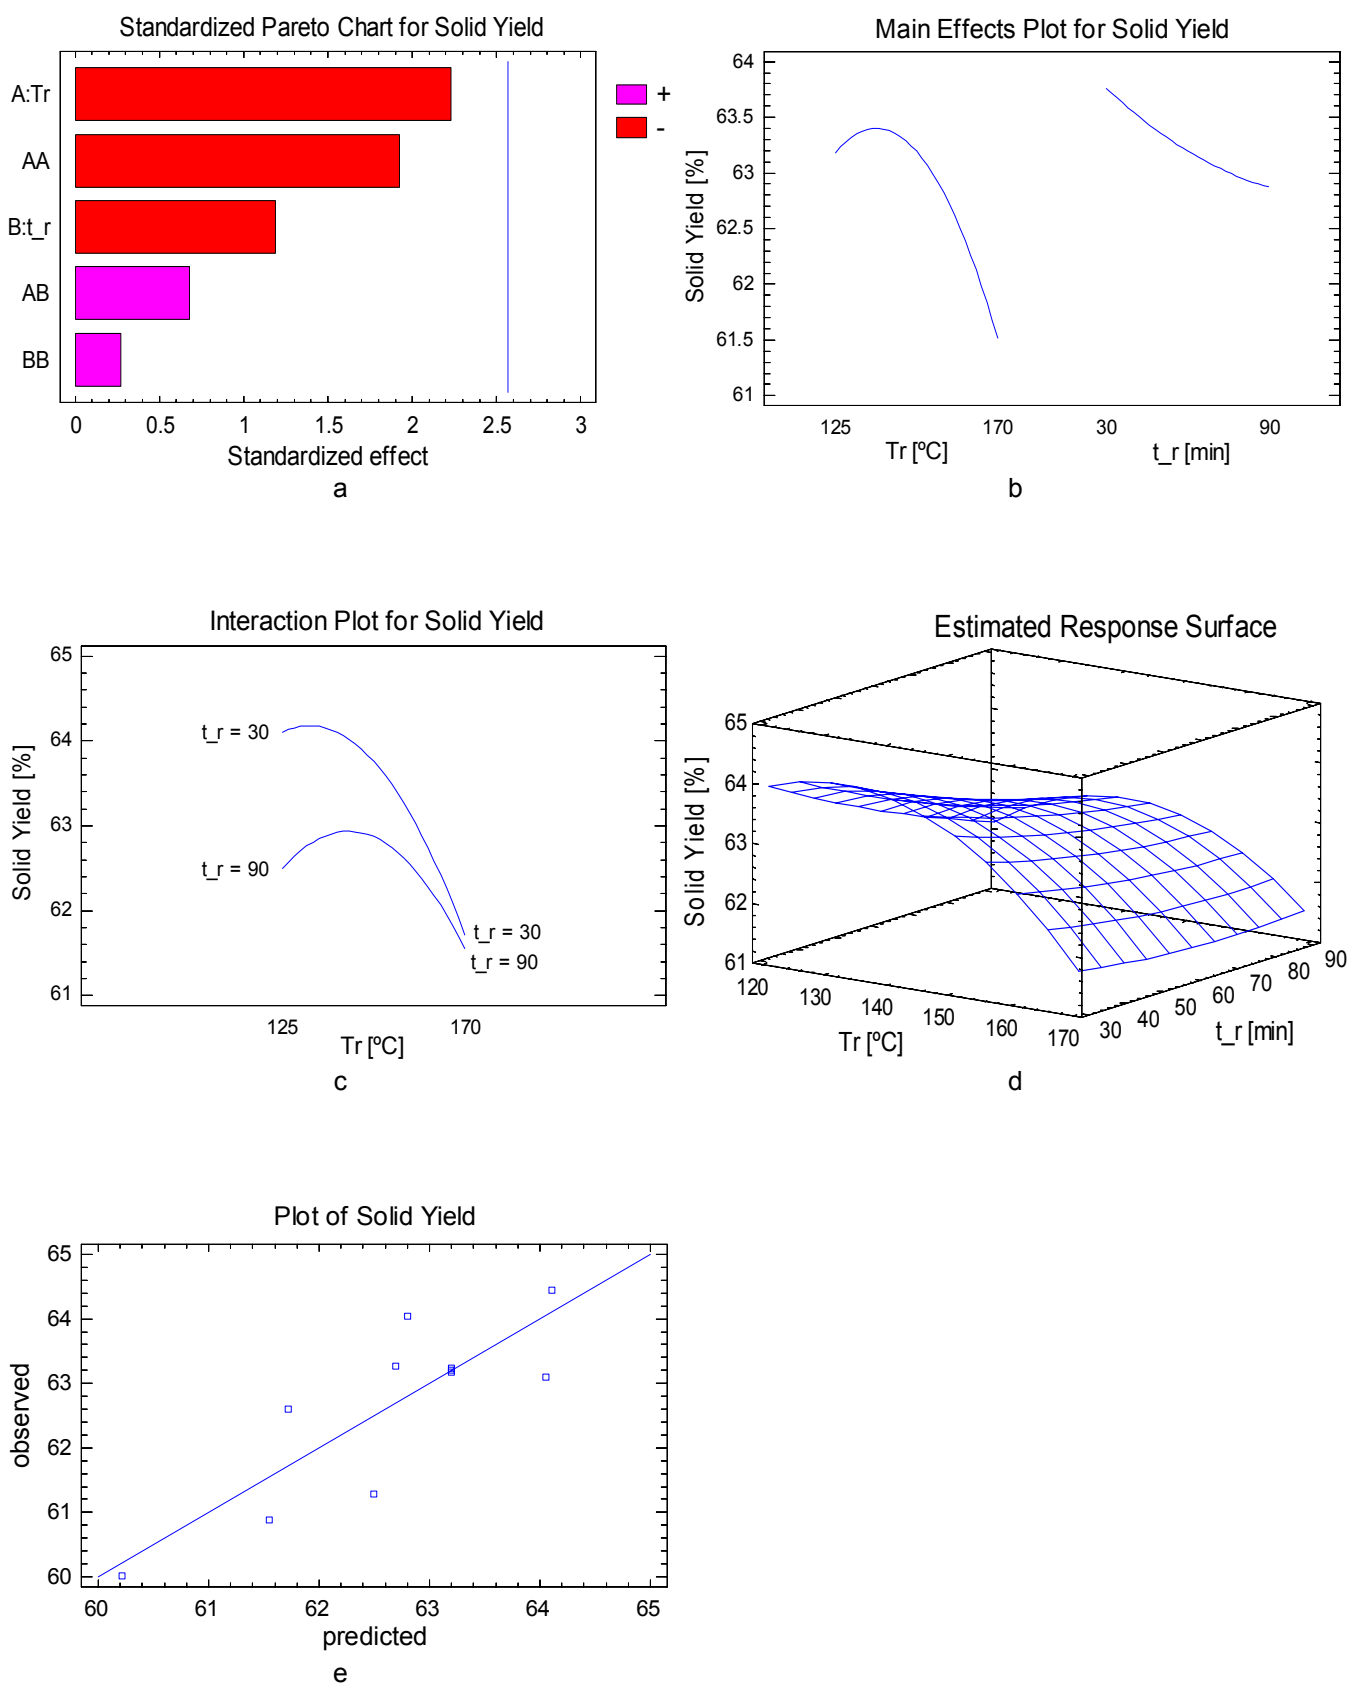 Standardized Pareto Chart for Solid Yield
A:Tr
AA
B:t_r
AB
BB
+
-
0 0.5 1 1.5 2 2.5 3
Standardized effect
a
Main Effects Plot for Solid Yield
Solid Yield [%]
64
63.5
63
62.5
62
61.5
61
125 170 30 90
Tr [ºC] t_r [min]
b
Interaction Plot for Solid Yield
Solid Yield [%]
65
64
63
62
61
t_r = 30
t_r = 90
t_r = 30
t_r = 90
125 170
Tr [ºC]
c
Estimated Response Surface
Solid Yield [%]
65
64
63
62
61
120 130 140 150 160 170
Tr [ºC]
30 40 50 60 70 80 90
t_r [min]
d
Plot of Solid Yield
observed
65
64
63
62
61
60
60 61 62 63 64 65
predicted
e